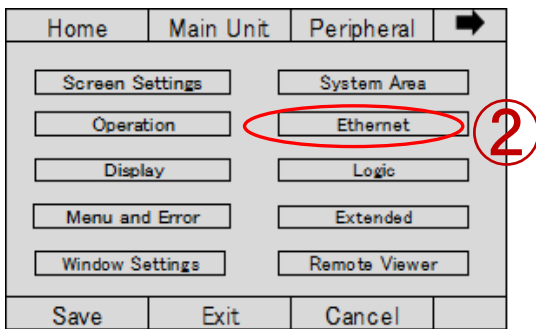 Home Main Unit Peripheral
Screen Settings System Area
Operation Ethernet
②
Display Logic
Menu and Error Extended
Window Settings Remote Viewer
Save Exit Cancel